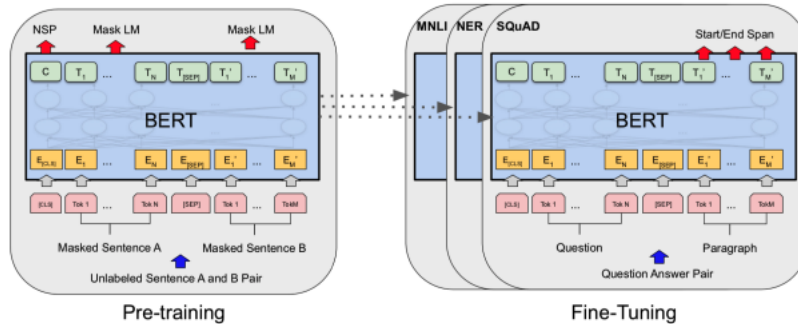 NSP Mask LM Mask LM
C T1 ... TN T[SEP] T1' ... TM'
BERT
E[CLS] E1 ... EN E[SEP] E1' ... EM'
[CLS] Tok 1 ... Tok N [SEP] Tok 1 ... TokM
Masked Sentence A Masked Sentence B
Unlabeled Sentence A and B Pair
Pre-training
MNLI NER SQuAD
Start/End Span
C T1 ... TN T[SEP] T1' ... TM'
BERT
E[CLS] E1 ... EN E[SEP] E1' ... EM'
[CLS] Tok 1 ... Tok N [SEP] Tok 1 ... TokM
Question Paragraph
Question Answer Pair
Fine-Tuning